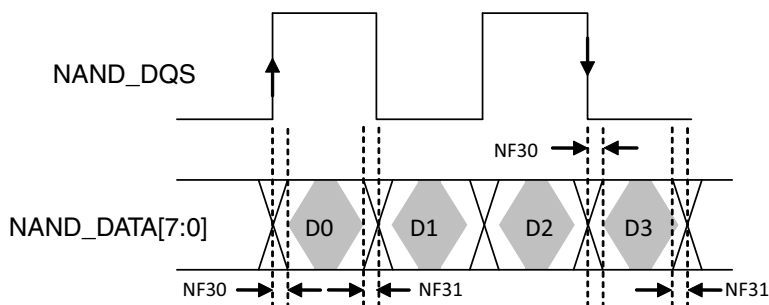 NAND_DQS
NF30
NAND_DATA[7:0]
D0
D1
D2
D3
NF30
NF31
NF31